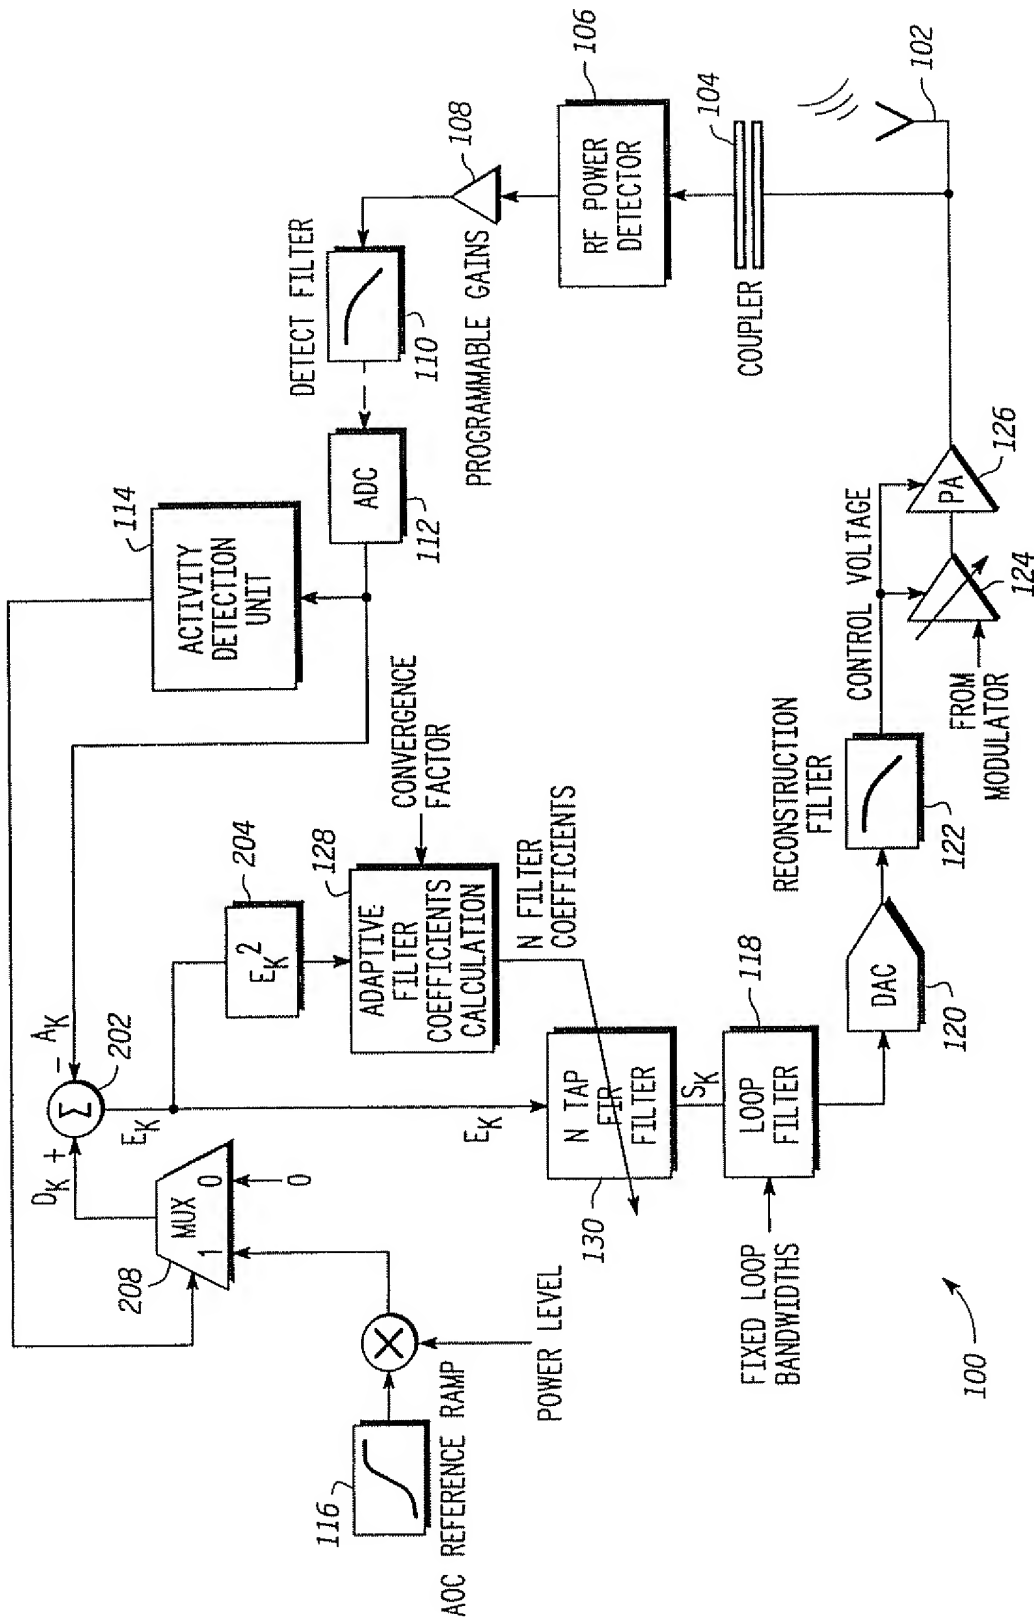 114
ACTIVITY
DETECTION
UNIT
DETECT FILTER
110
108
PROGRAMMABLE GAINS
106
RF POWER
DETECTOR
104
COUPLER
102
ADC
112
D_K +
− A_K
Σ
202
E_K
204
E_K²
128
ADAPTIVE
FILTER
COEFFICIENTS
CALCULATION
CONVERGENCE
FACTOR
N FILTER
COEFFICIENTS
MUX
1
0
0
208
116
AOC REFERENCE RAMP
POWER LEVEL
E_K
N TAP
FIR
FILTER
130
S_K
LOOP
FILTER
118
FIXED LOOP
BANDWIDTHS
DAC
120
RECONSTRUCTION
FILTER
122
CONTROL VOLTAGE
FROM
MODULATOR
124
PA
126
100